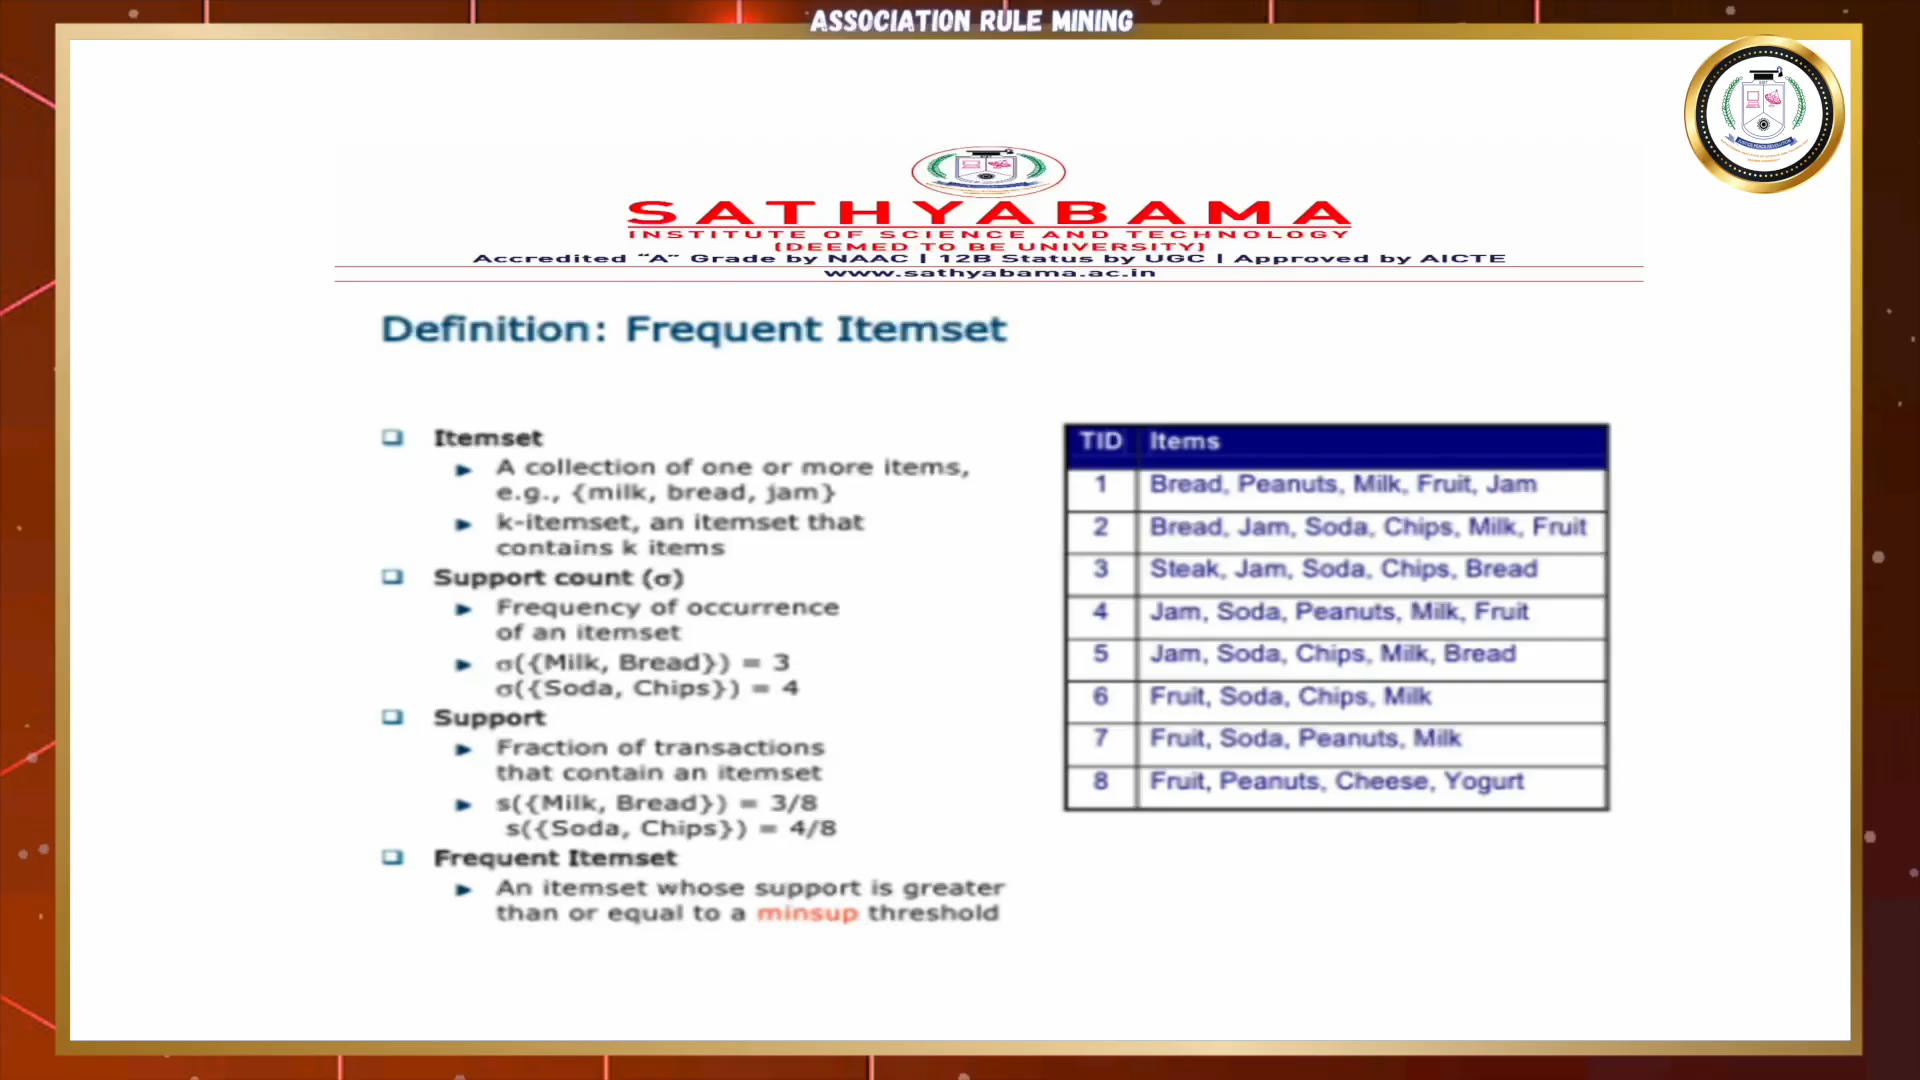 ASSOCIATION RULE MINING
SATHYABAMA
INSTITUTE OF SCIENCE AND TECHNOLOGY
(DEEMED TO BE UNIVERSITY)
Accredited “A” Grade by NAAC | 12B Status by UGC | Approved by AICTE
www.sathyabama.ac.in
Definition: Frequent Itemset
Itemset
A collection of one or more items,
e.g., {milk, bread, jam}
k-itemset, an itemset that
contains k items
Support count (σ)
Frequency of occurrence
of an itemset
σ({Milk, Bread}) = 3
σ({Soda, Chips}) = 4
Support
Fraction of transactions
that contain an itemset
s({Milk, Bread}) = 3/8
s({Soda, Chips}) = 4/8
Frequent Itemset
An itemset whose support is greater
than or equal to a minsup threshold
TID Items
1 Bread, Peanuts, Milk, Fruit, Jam
2 Bread, Jam, Soda, Chips, Milk, Fruit
3 Steak, Jam, Soda, Chips, Bread
4 Jam, Soda, Peanuts, Milk, Fruit
5 Jam, Soda, Chips, Milk, Bread
6 Fruit, Soda, Chips, Milk
7 Fruit, Soda, Peanuts, Milk
8 Fruit, Peanuts, Cheese, Yogurt